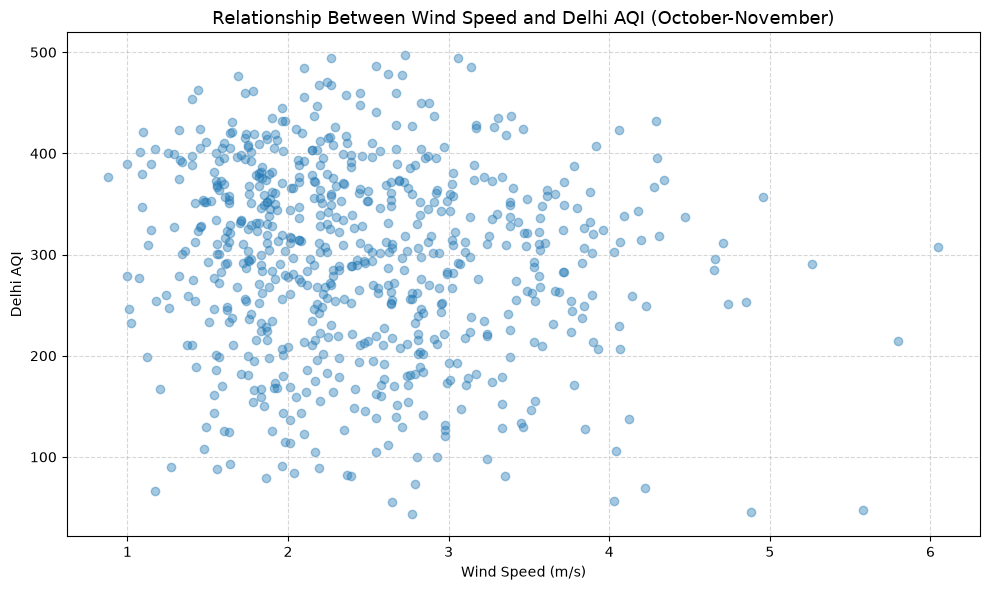 Relationship Between Wind Speed and Delhi AQI (October-November)
500
400
300
200
100
Delhi AQI
1 2 3 4 5 6
Wind Speed (m/s)